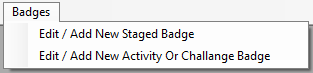 Badges
Edit / Add New Staged Badge
Edit / Add New Activity Or Challange Badge